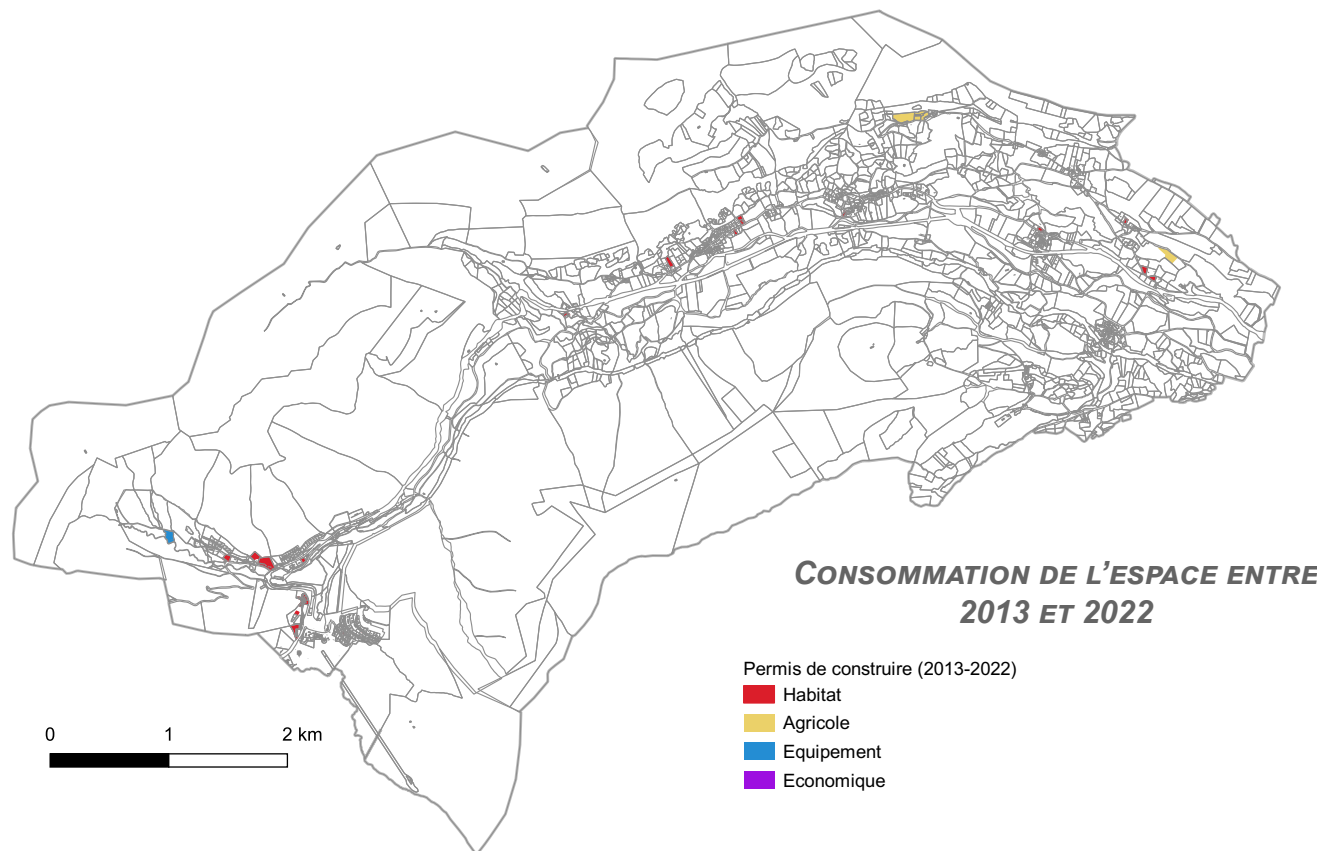 CONSOMMATION DE L’ESPACE ENTRE
2013 ET 2022
Permis de construire (2013-2022)
Habitat
Agricole
Equipement
Economique
0 1 2 km